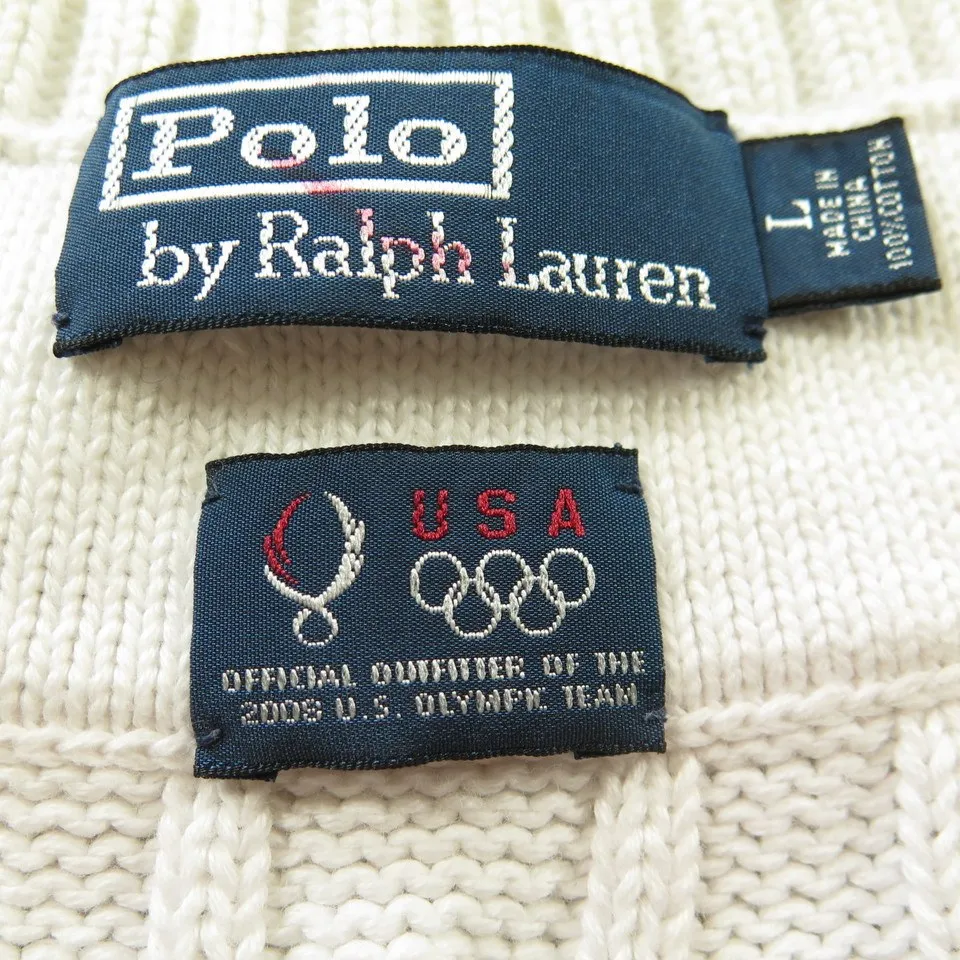 Polo
by Ralph Lauren
L
MADE IN
CHINA
100%COTTON
USA
OFFICIAL OUTFITTER OF THE
2008 U.S. OLYMPIC TEAM